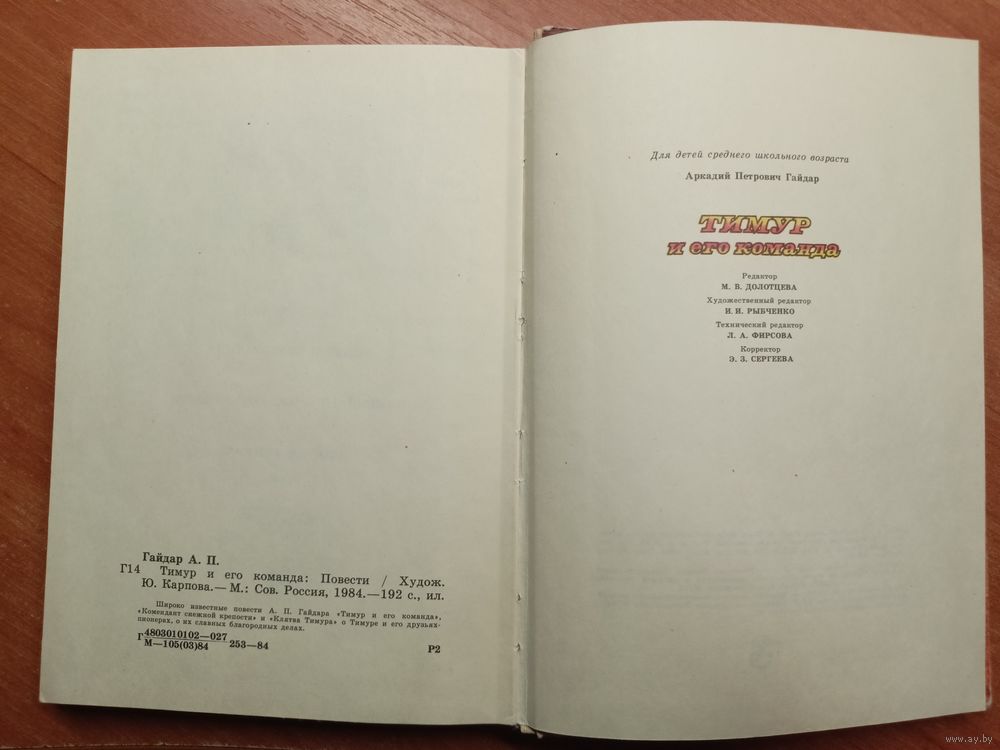 Гайдар А. П.
Г14 Тимур и его команда: Повести / Худож.
Ю. Карпова.— М.: Сов. Россия, 1984.—192 с., ил.
Широко известные повести А. П. Гайдара «Тимур и его команда»,
«Комендант снежной крепости» и «Клятва Тимура» о Тимуре и его друзьях-
пионерах, о их славных благородных делах.
Г 4803010102—027
М—105(03)84 253—84 Р2
Для детей среднего школьного возраста
Аркадий Петрович Гайдар
ТИМУР
и его команда
Редактор
М. В. ДОЛОТЦЕВА
Художественный редактор
И. И. РЫБЧЕНКО
Технический редактор
Л. А. ФИРСОВА
Корректор
Э. З. СЕРГЕЕВА
www.ay.by